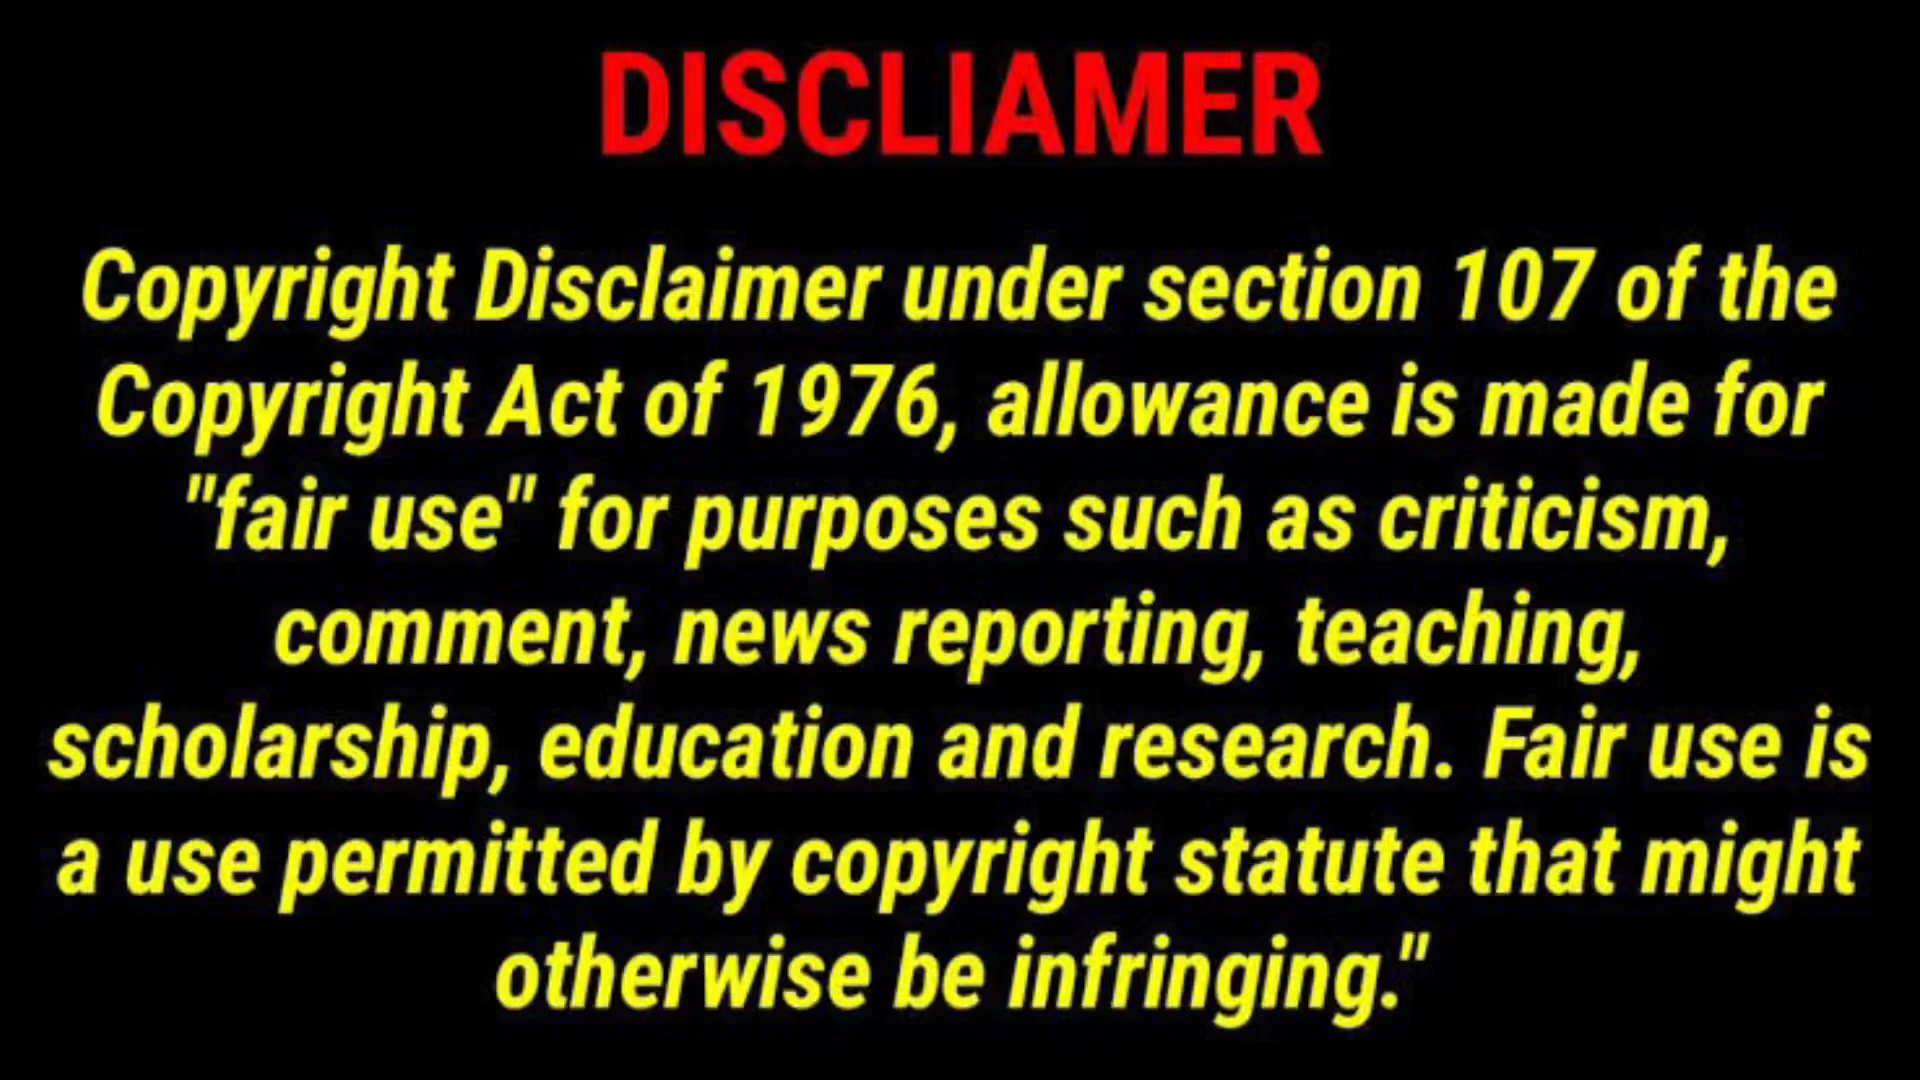 DISCLIAMER
Copyright Disclaimer under section 107 of the
Copyright Act of 1976, allowance is made for
"fair use" for purposes such as criticism,
comment, news reporting, teaching,
scholarship, education and research. Fair use is
a use permitted by copyright statute that might
otherwise be infringing."